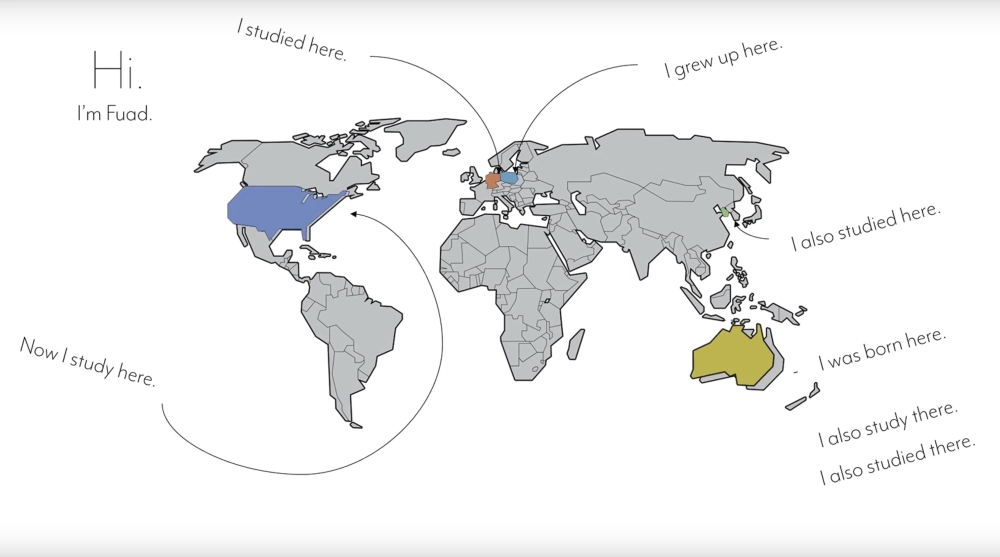 Hi.
I'm Fuad.
I studied here.
I grew up here.
I also studied here.
Now I study here.
I was born here.
I also study there.
I also studied there.